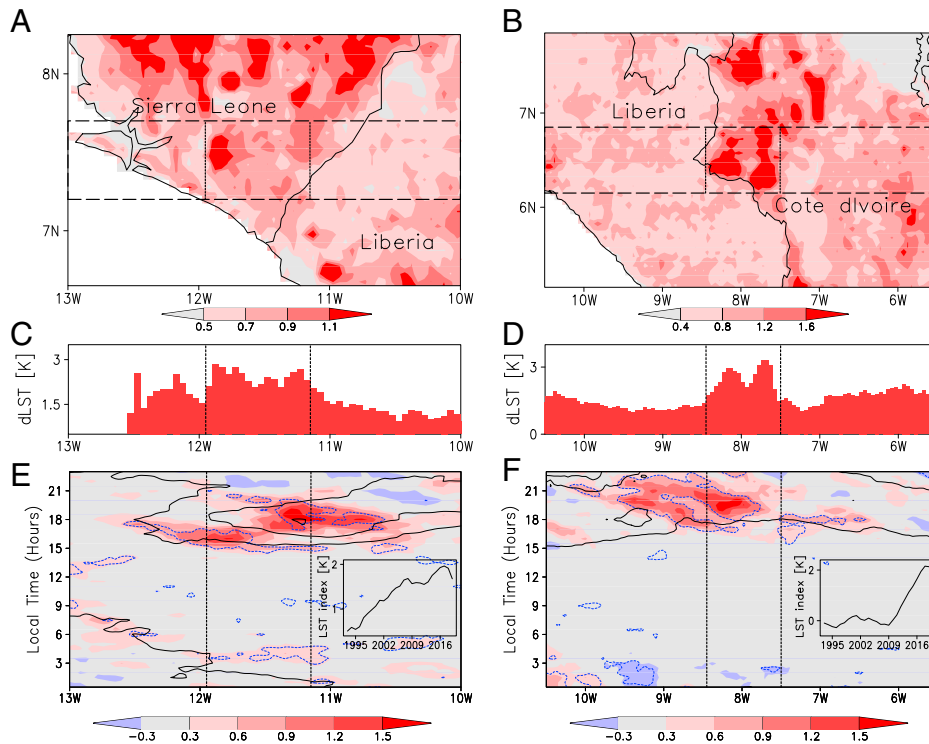 A
8N
7N
Sierra Leone
Liberia
13W 12W 11W 10W
0.5 0.7 0.9 1.1
B
7N
6N
Liberia
Cote dIvoire
10W 9W 8W 7W 6W
0.4 0.8 1.2 1.6
C
dLST [K]
3
1.5
13W 12W 11W 10W
D
dLST [K]
3
0
10W 9W 8W 7W 6W
E
Local Time (Hours)
21
18
15
12
9
6
3
LST index [K]
2
1
1995 2002 2009 2016
13W 12W 11W 10W
-0.3 0.3 0.6 0.9 1.2 1.5
F
Local Time (Hours)
21
18
15
12
9
6
3
LST index [K]
2
0
1995 2002 2009 2016
10W 9W 8W 7W 6W
-0.3 0.3 0.6 0.9 1.2 1.5